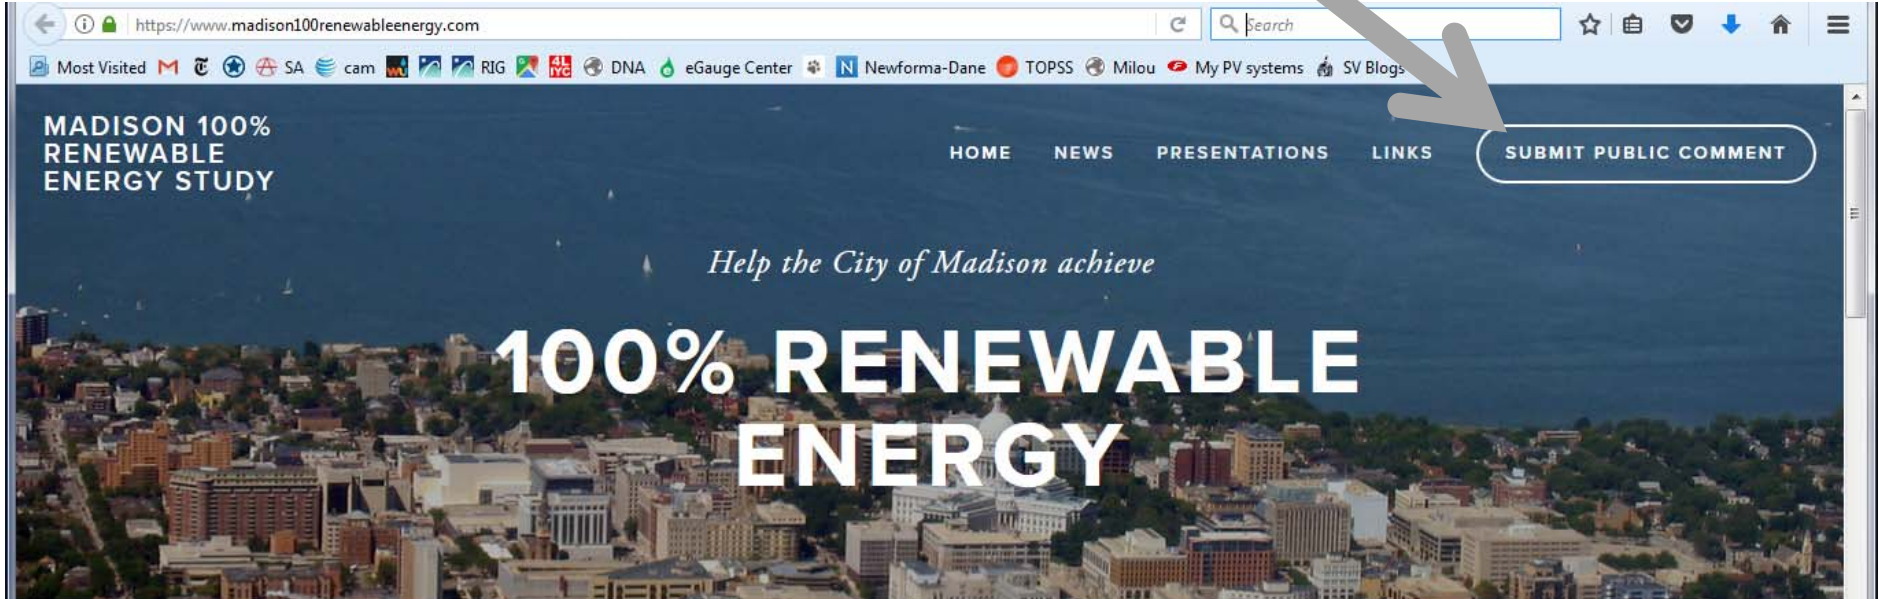 https://www.madison100renewableenergy.com
Search
Most Visited SA cam RIG 4L NYC DNA eGauge Center N Newforma-Dane TOPSS Milou My PV systems SV Blogs
MADISON 100%
RENEWABLE
ENERGY STUDY
HOME NEWS PRESENTATIONS LINKS SUBMIT PUBLIC COMMENT
Help the City of Madison achieve
100% RENEWABLE
ENERGY